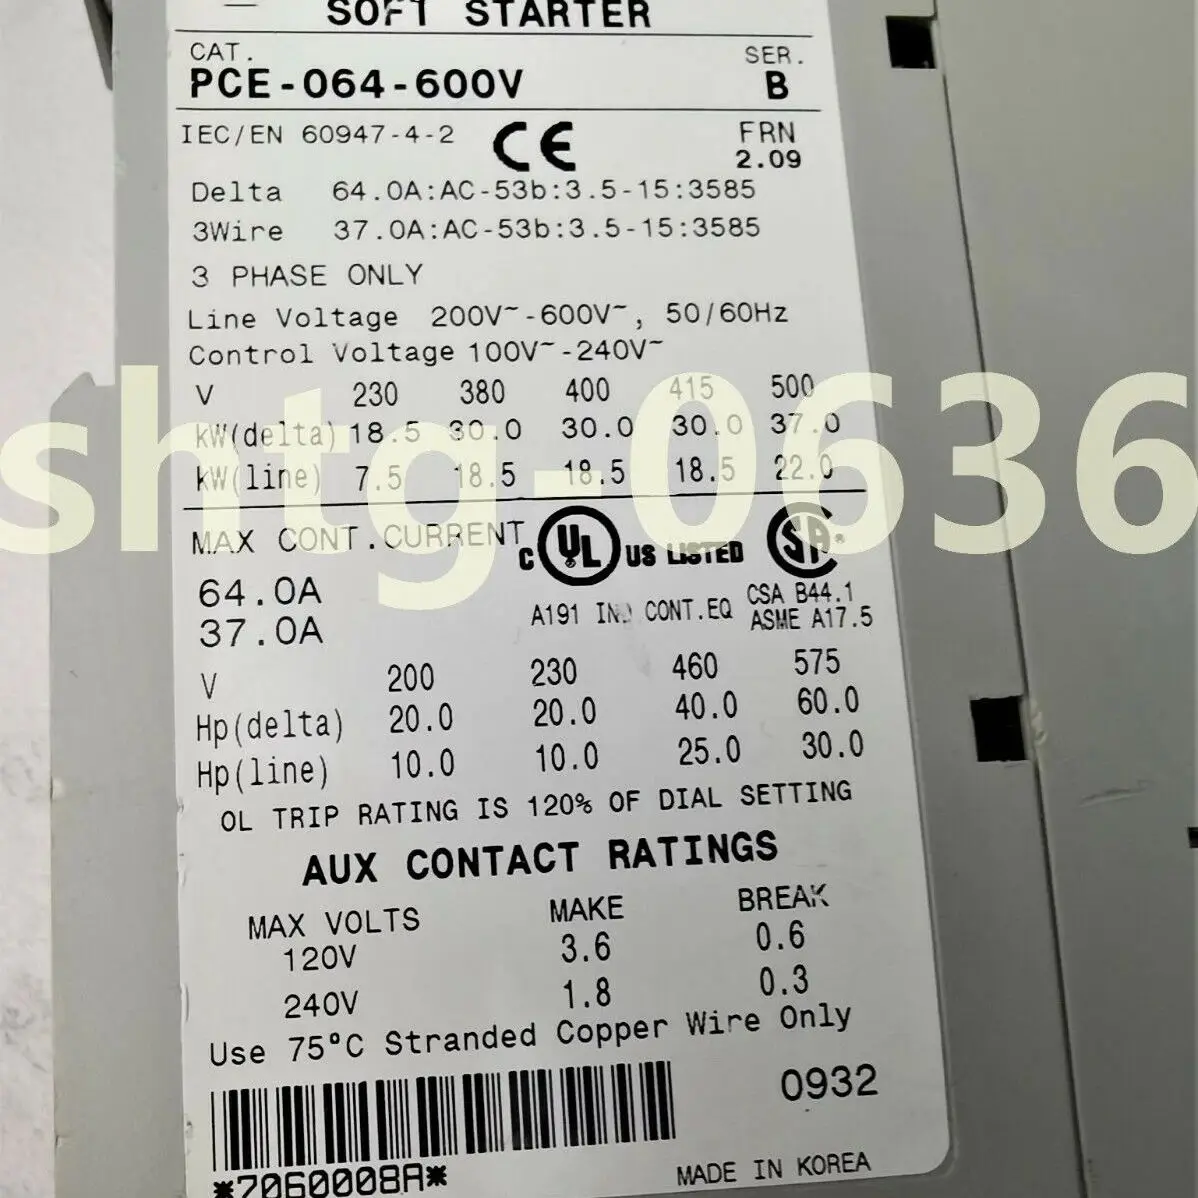 SOFT STARTER
CAT. SER.
PCE-064-600V B
IEC/EN 60947-4-2 CE FRN
2.09
Delta 64.0A:AC-53b:3.5-15:3585
3Wire 37.0A:AC-53b:3.5-15:3585
3 PHASE ONLY
Line Voltage 200V~-600V~, 50/60Hz
Control Voltage 100V~-240V~
V 230 380 400 415 500
kW(delta) 18.5 30.0 30.0 30.0 37.0
kW(line) 7.5 18.5 18.5 18.5 22.0
shtg-0636
MAX CONT.CURRENT C UL US LISTED SA
64.0A CSA B44.1
37.0A A191 IND CONT.EQ ASME A17.5
V 200 230 460 575
Hp(delta) 20.0 20.0 40.0 60.0
Hp(line) 10.0 10.0 25.0 30.0
OL TRIP RATING IS 120% OF DIAL SETTING
AUX CONTACT RATINGS
MAX VOLTS MAKE BREAK
120V 3.6 0.6
240V 1.8 0.3
Use 75°C Stranded Copper Wire Only
0932
*7060008A* MADE IN KOREA